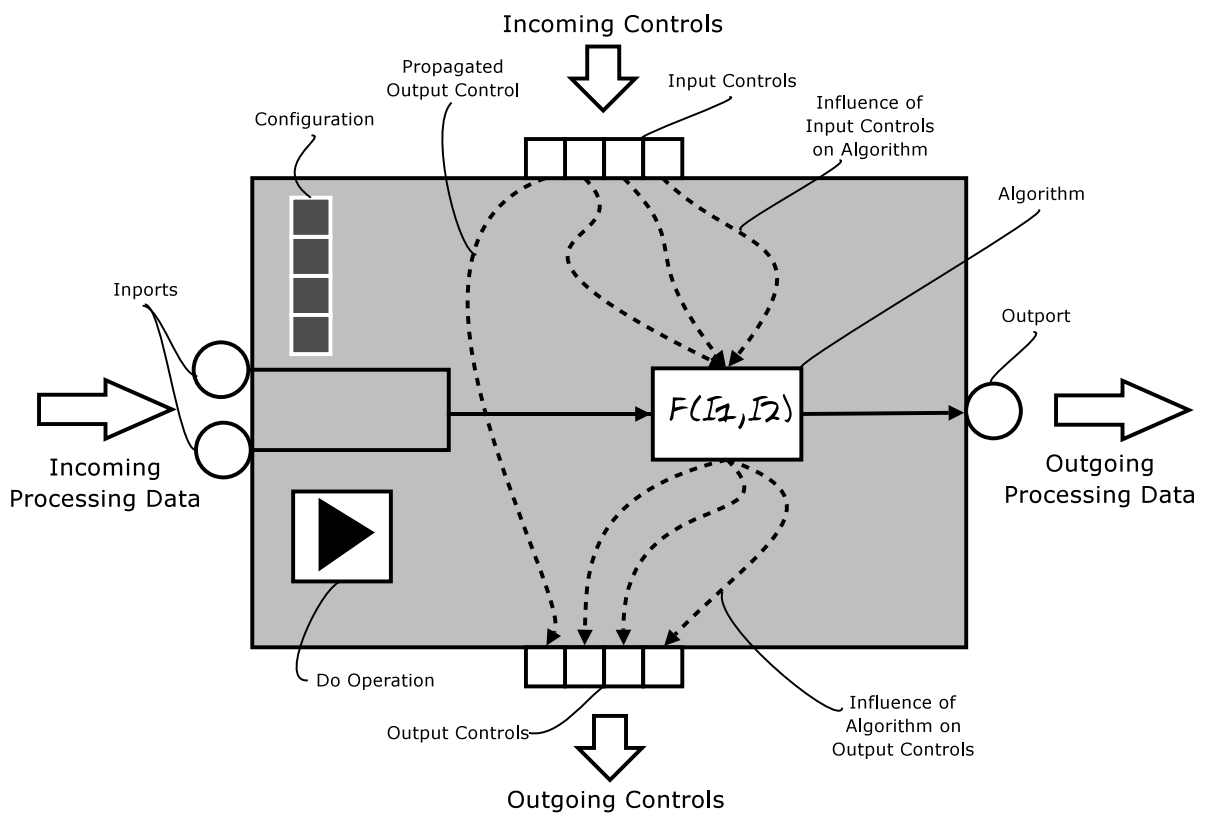 Incoming Controls
Propagated
Output Control
Input Controls
Influence of
Input Controls
on Algorithm
Configuration
Algorithm
Inports
Outport
F(I1,I2)
Incoming
Processing Data
Outgoing
Processing Data
Do Operation
Output Controls
Influence of
Algorithm on
Output Controls
Outgoing Controls